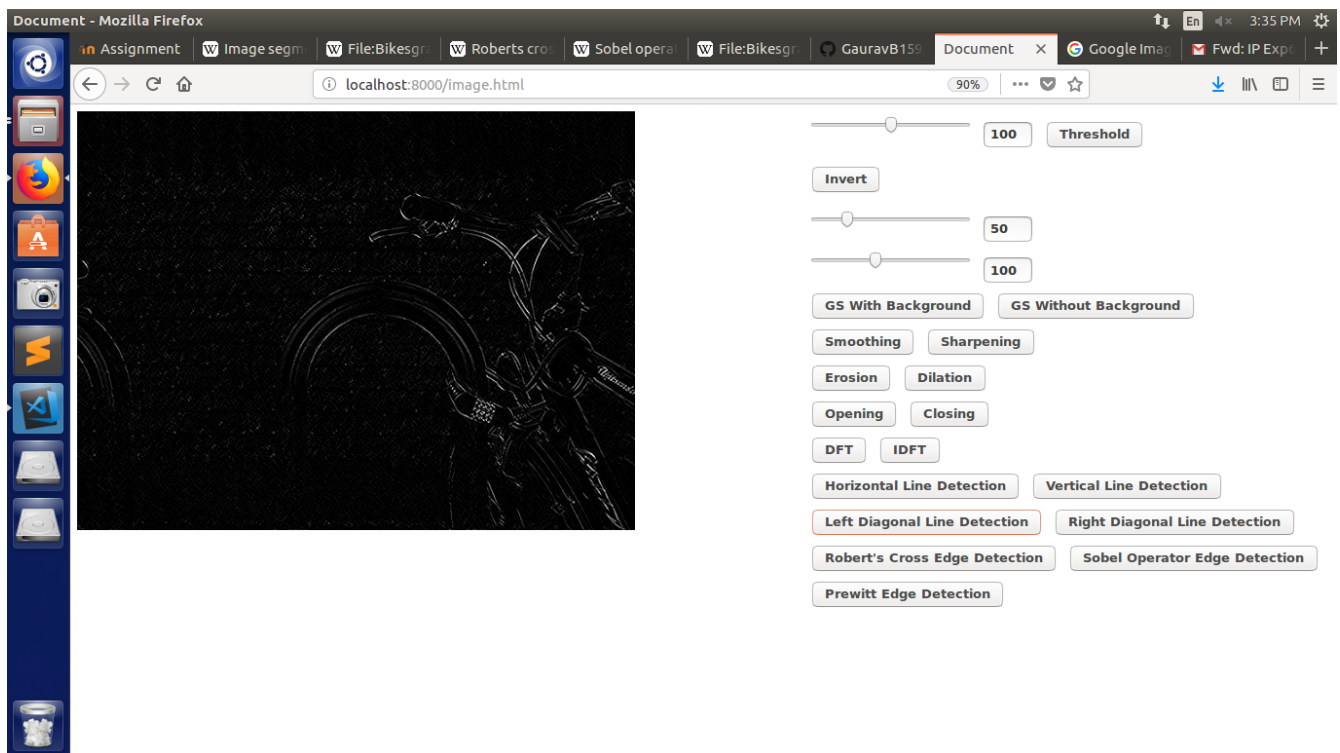 Document - Mozilla Firefox
En 3:35 PM
in Assignment W Image segm W File:Bikesgr W Roberts cros W Sobel operat W File:Bikesgr GauravB159 Document G Google Imag Fwd: IP Expe
localhost:8000/image.html 90%
100 Threshold
Invert
50
100
GS With Background GS Without Background
Smoothing Sharpening
Erosion Dilation
Opening Closing
DFT IDFT
Horizontal Line Detection Vertical Line Detection
Left Diagonal Line Detection Right Diagonal Line Detection
Robert's Cross Edge Detection Sobel Operator Edge Detection
Prewitt Edge Detection